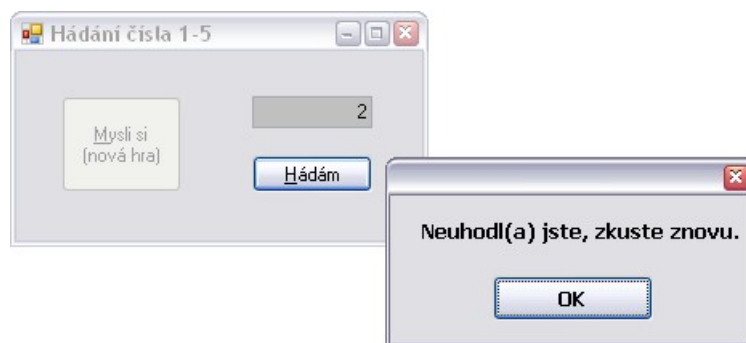 Hádání čísla 1-5
Mysli si
(nová hra)
2
Hádám
Neuhodl(a) jste, zkuste znovu.
OK